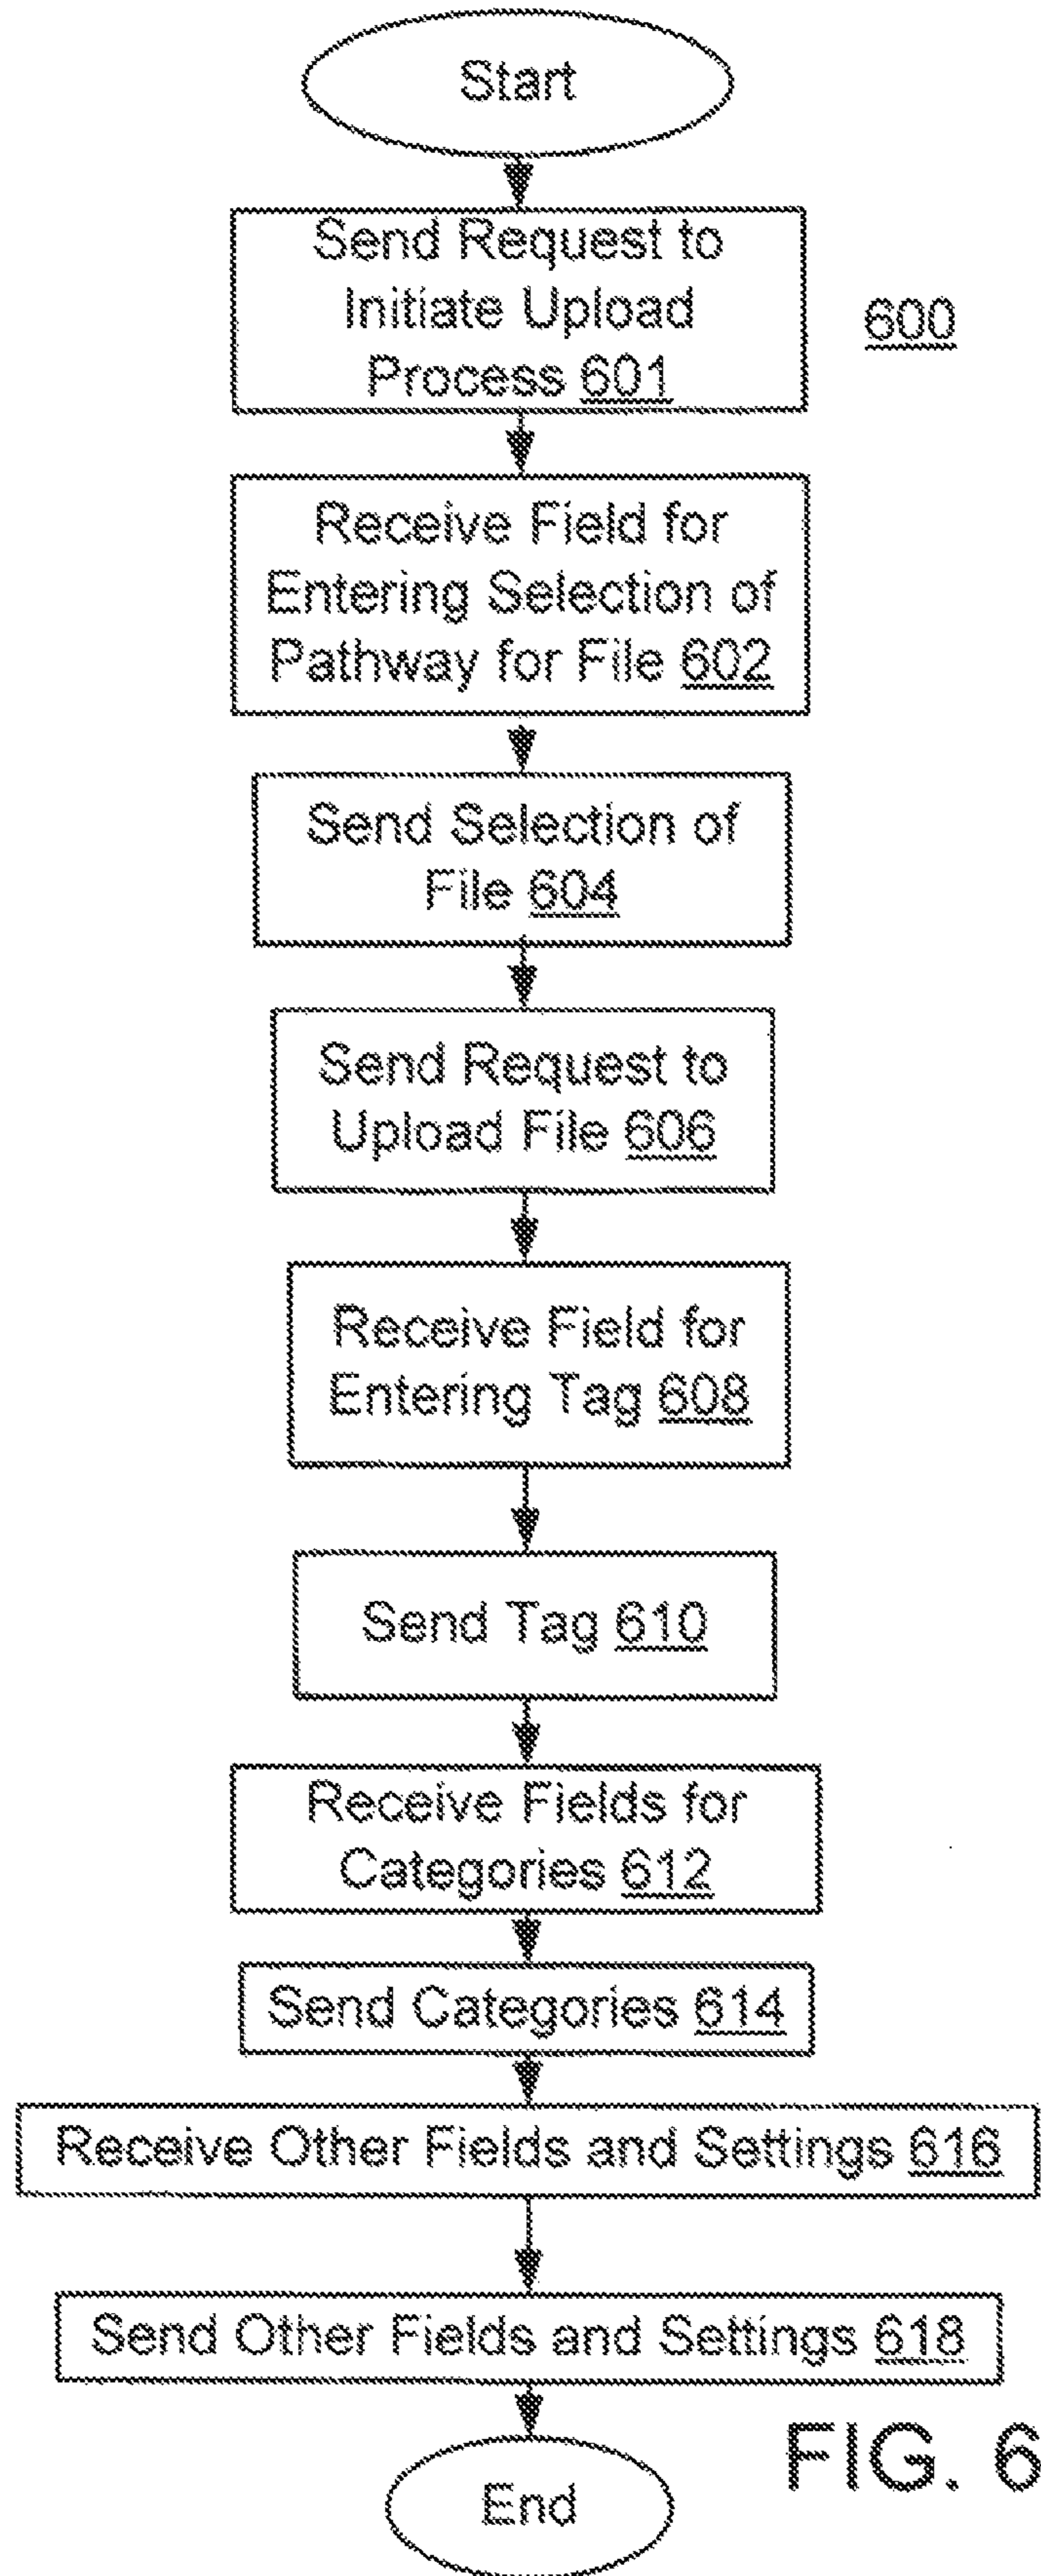 Start
Send Request to
Initiate Upload
Process 601
600
Receive Field for
Entering Selection of
Pathway for File 602
Send Selection of
File 604
Send Request to
Upload File 606
Receive Field for
Entering Tag 608
Send Tag 610
Receive Fields for
Categories 612
Send Categories 614
Receive Other Fields and Settings 616
Send Other Fields and Settings 618
FIG. 6
End